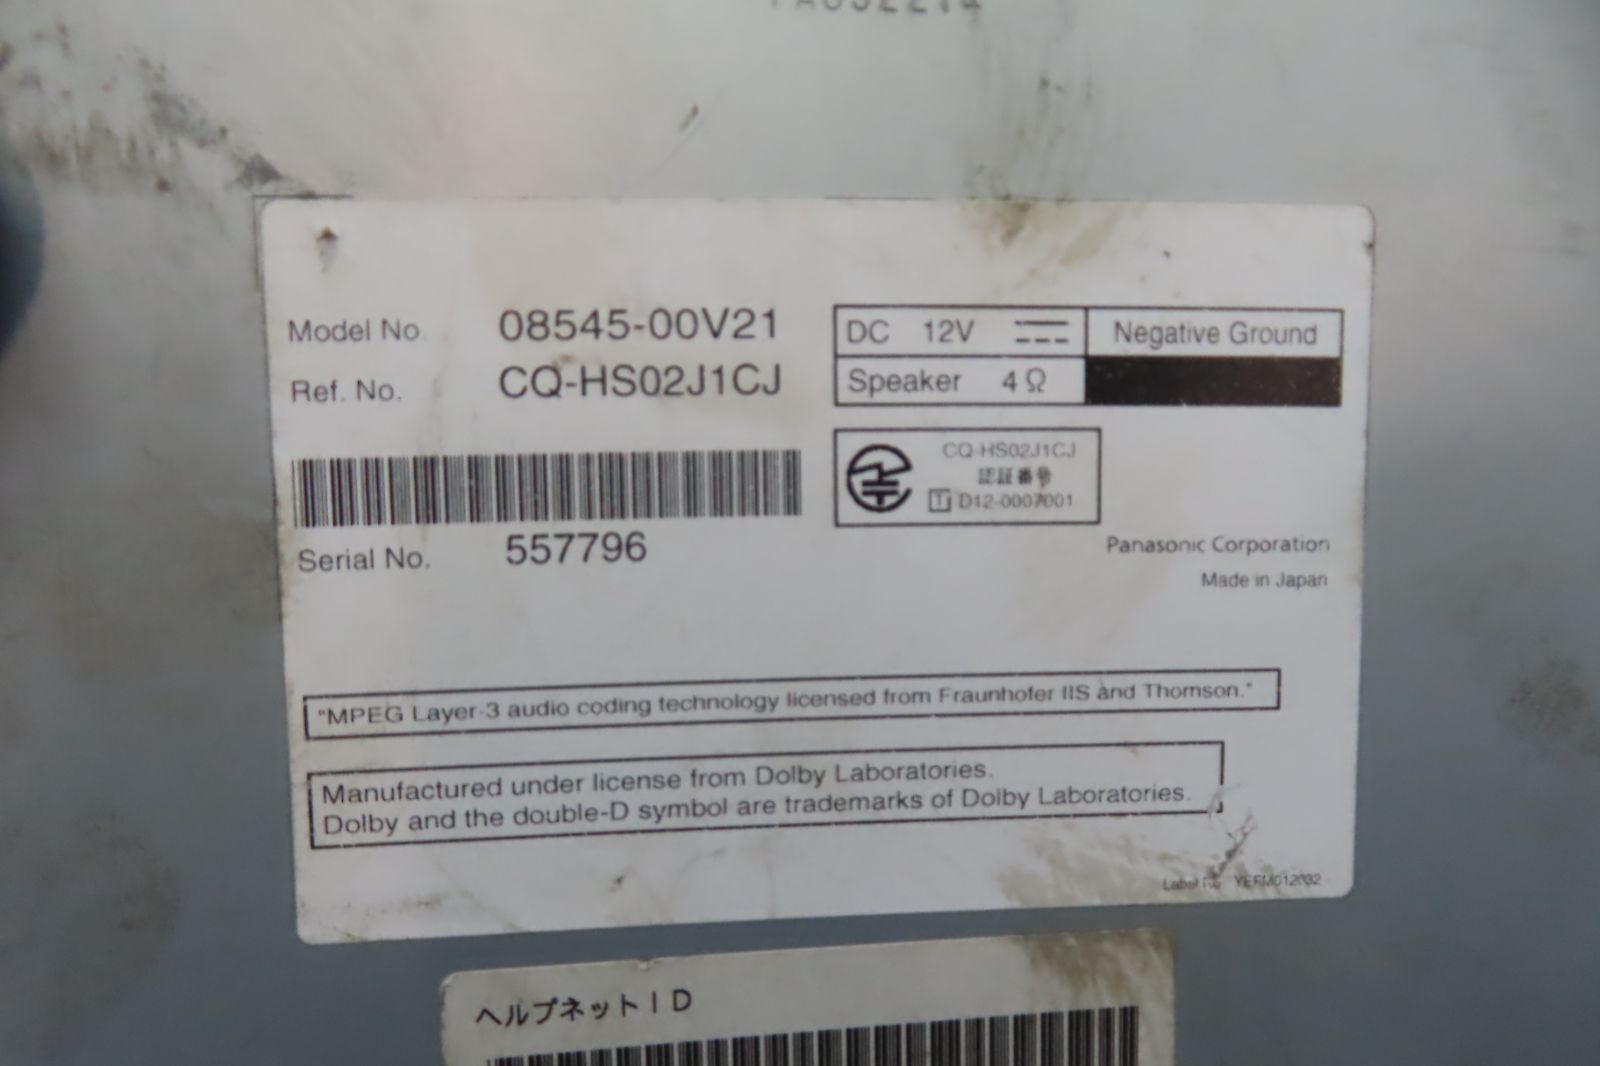 Model No. 08545-00V21
Ref. No. CQ-HS02J1CJ
DC 12V
Negative Ground
Speaker 4Ω
CQ-HS02J1CJ
認証番号
T D12-0007001
Serial No. 557796
Panasonic Corporation
Made in Japan
"MPEG Layer-3 audio coding technology licensed from Fraunhofer IIS and Thomson."
Manufactured under license from Dolby Laboratories.
Dolby and the double-D symbol are trademarks of Dolby Laboratories.
Label YEFM012032
ヘルプネットID